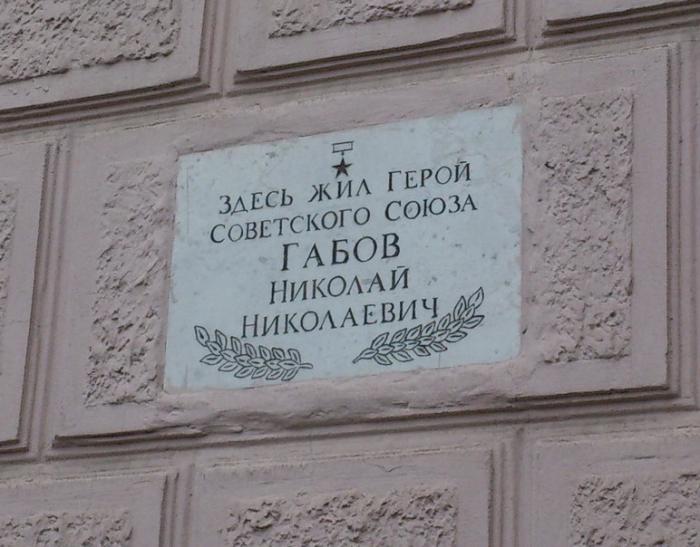 Здесь жил Герой
Советского Союза
ГАБОВ
Николай
Николаевич